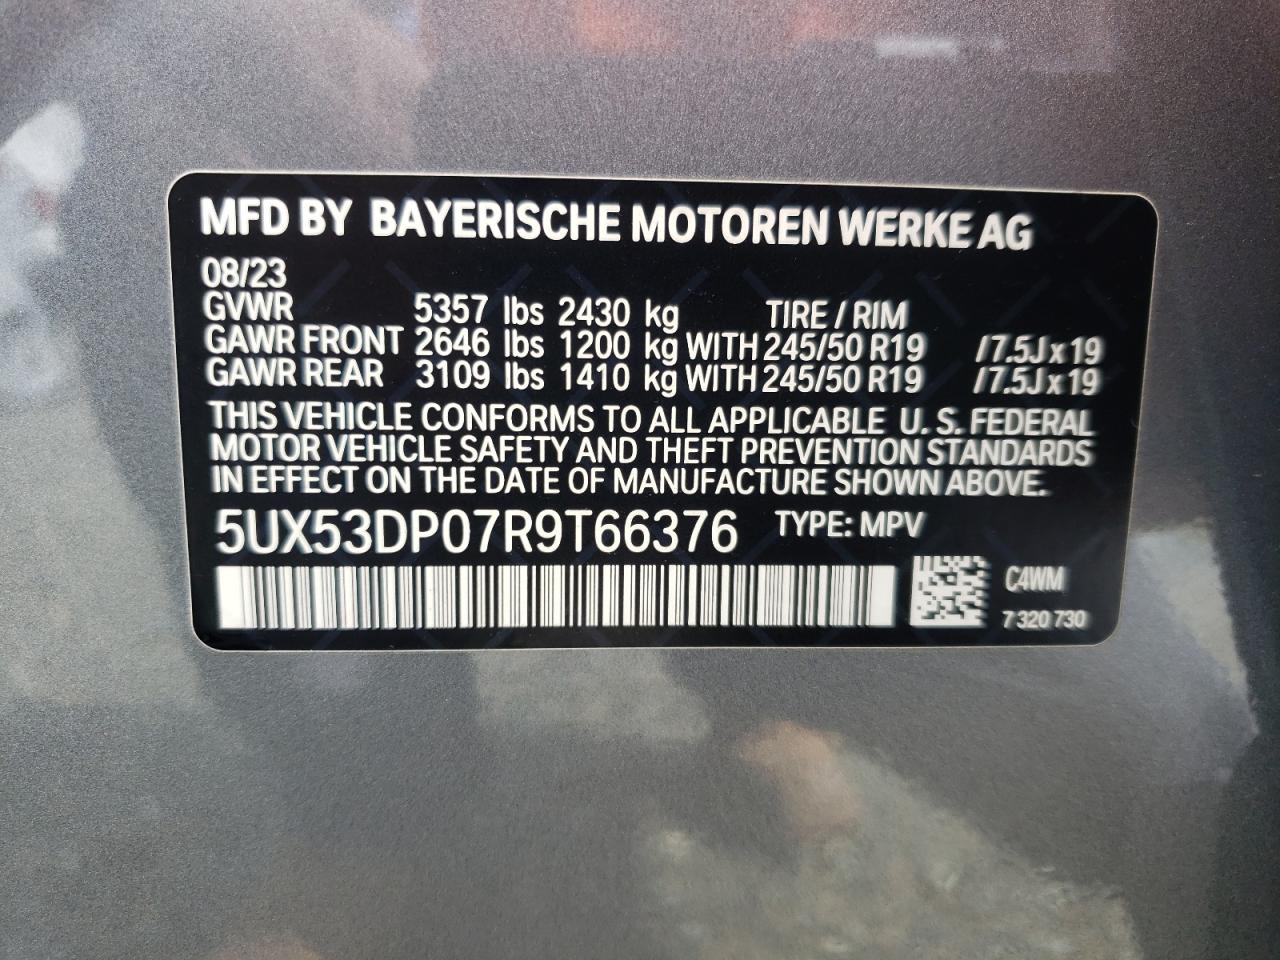 MFD BY BAYERISCHE MOTOREN WERKE AG
08/23
GVWR 5357 lbs 2430 kg TIRE / RIM
GAWR FRONT 2646 lbs 1200 kg WITH 245/50 R19 /7.5J x 19
GAWR REAR 3109 lbs 1410 kg WITH 245/50 R19 /7.5J x 19
THIS VEHICLE CONFORMS TO ALL APPLICABLE U. S. FEDERAL
MOTOR VEHICLE SAFETY AND THEFT PREVENTION STANDARDS
IN EFFECT ON THE DATE OF MANUFACTURE SHOWN ABOVE.
5UX53DP07R9T66376 TYPE: MPV
C4WM
7 320 730